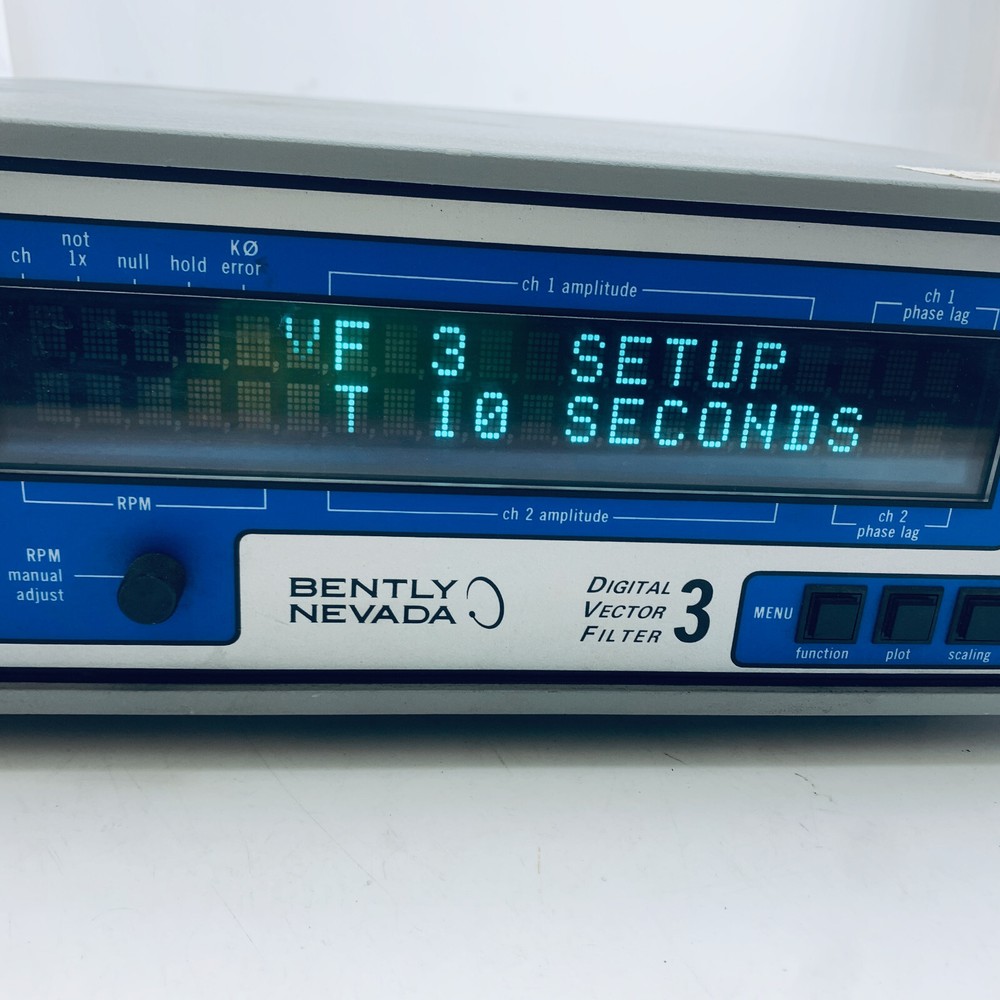 ch
not
1x
null
hold
KØ
error
ch 1 amplitude
ch 1
phase lag
VF 3 SETUP
T 10 SECONDS
RPM
ch 2 amplitude
ch 2
phase lag
RPM
manual
adjust
BENTLY
NEVADA
DIGITAL
VECTOR
FILTER
3
MENU
function
plot
scaling